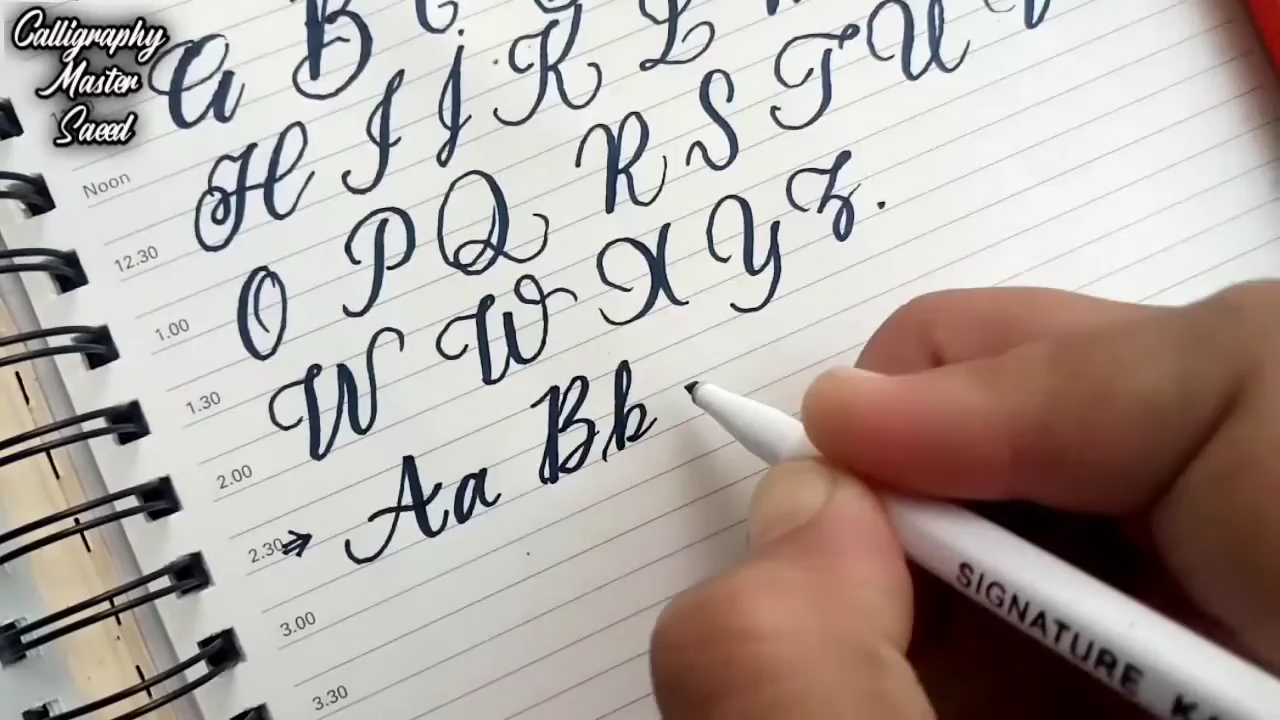 Calligraphy
Master
Saeed
A B
H I J K L
O P Q R S T U
W W X Y Z.
⇒ Aa Bb
Noon
12.30
1.00
1.30
2.00
2.30
3.00
3.30
SIGNATURE